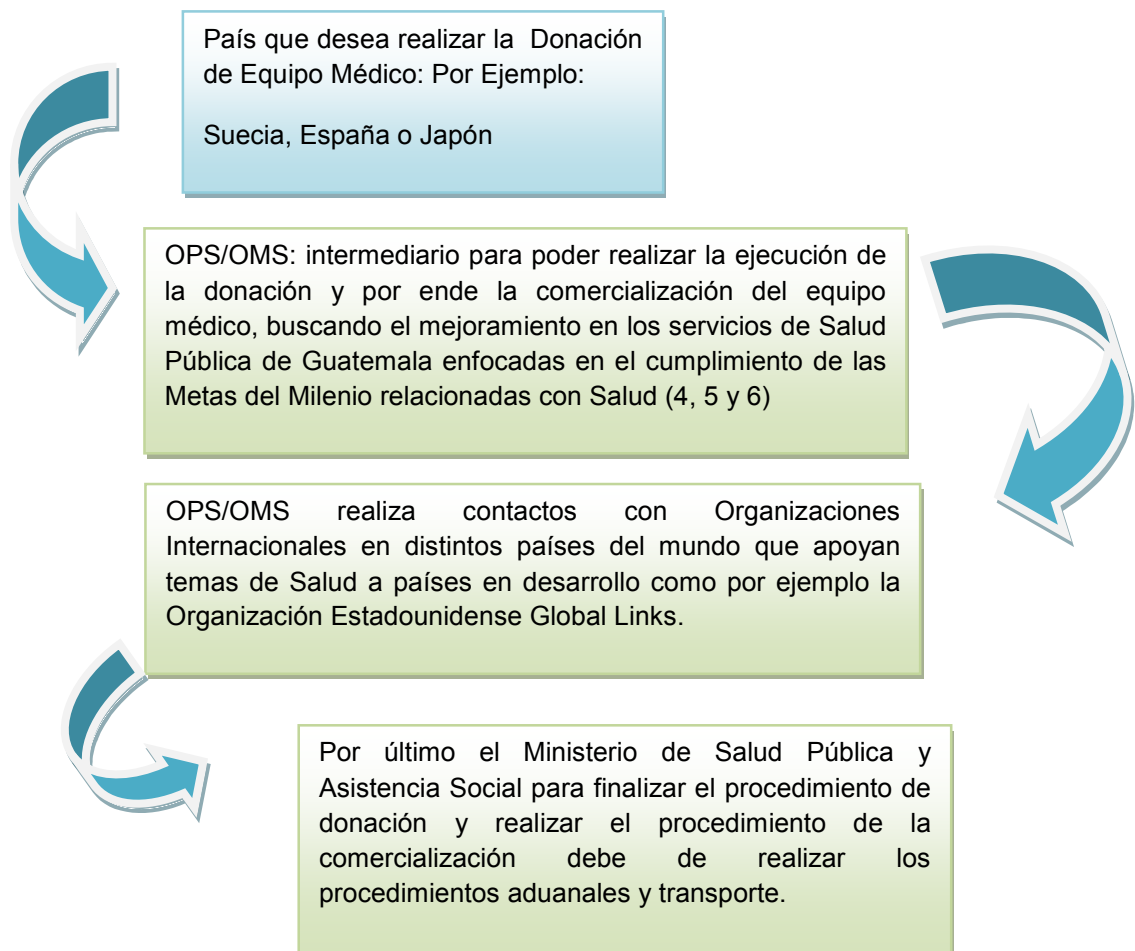 País que desea realizar la Donación
de Equipo Médico: Por Ejemplo:
Suecia, España o Japón
OPS/OMS: intermediario para poder realizar la ejecución de
la donación y por ende la comercialización del equipo
médico, buscando el mejoramiento en los servicios de Salud
Pública de Guatemala enfocadas en el cumplimiento de las
Metas del Milenio relacionadas con Salud (4, 5 y 6)
OPS/OMS realiza contactos con Organizaciones
Internacionales en distintos países del mundo que apoyan
temas de Salud a países en desarrollo como por ejemplo la
Organización Estadounidense Global Links.
Por último el Ministerio de Salud Pública y
Asistencia Social para finalizar el procedimiento de
donación y realizar el procedimiento de la
comercialización debe de realizar los
procedimientos aduanales y transporte.